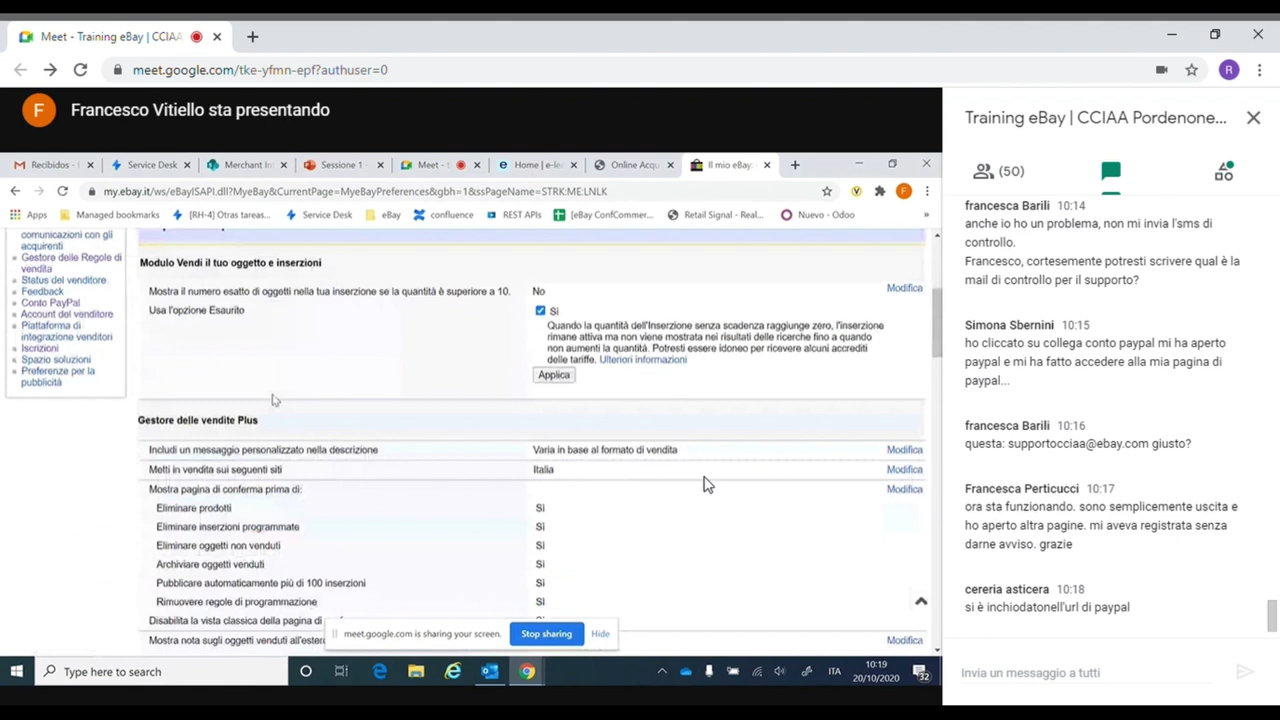 Meet - Training eBay | CCIAA
meet.google.com/tke-yfmn-epf?authuser=0
R
F
Francesco Vitiello sta presentando
Recibidos -
Service Desk
Merchant In
Sessione 1 -
Meet - t
Home | e-le
Online Acq
Il mio eBay:
my.ebay.it/ws/eBayISAPI.dll?MyeBay&CurrentPage=MyeBayPreferences&gbh=1&ssPageName=STRK:ME:LNLK
F
Apps
Managed bookmarks
[RH-4] Otras tareas...
Service Desk
eBay
confluence
REST APIs
[eBay ConfCommer...
Retail Signal - Real...
Nuevo - Odoo
»
comunicazioni con gli
acquirenti
Gestore delle Regole di
vendita
Status del venditore
Feedback
Conto PayPal
Account del venditore
Piattaforma di
integrazione venditori
Iscrizioni
Spazio soluzioni
Preferenze per la
pubblicità
Modulo Vendi il tuo oggetto e inserzioni
Mostra il numero esatto di oggetti nella tua inserzione se la quantità è superiore a 10. No Modifica
Usa l'opzione Esaurito Sì
Quando la quantità dell'Inserzione senza scadenza raggiunge zero, l'inserzione
rimane attiva ma non viene mostrata nei risultati delle ricerche fino a quando
non aumenti la quantità. Potresti essere idoneo per ricevere alcuni accrediti
delle tariffe. Ulteriori informazioni
Applica
Gestore delle vendite Plus
Includi un messaggio personalizzato nella descrizione Varia in base al formato di vendita Modifica
Metti in vendita sui seguenti siti Italia Modifica
Mostra pagina di conferma prima di: Modifica
Eliminare prodotti Sì
Eliminare inserzioni programmate Sì
Eliminare oggetti non venduti Sì
Archiviare oggetti venduti Sì
Pubblicare automaticamente più di 100 inserzioni Sì
Rimuovere regole di programmazione Sì
Disabilita la vista classica della pagina di
Mostra nota sugli oggetti venduti all'estero Modifica
meet.google.com is sharing your screen. Stop sharing Hide
Type here to search
ITA
10:19
20/10/2020
32
Training eBay | CCIAA Pordenone...
(50)
francesca Barili 10:14
anche io ho un problema, non mi invia l'sms di
controllo.
Francesco, cortesemente potresti scrivere qual è la
mail di controllo per il supporto?
Simona Sbernini 10:15
ho cliccato su collega conto paypal mi ha aperto
paypal e mi ha fatto accedere alla mia pagina di
paypal...
francesca Barili 10:16
questa: supportocciaa@ebay.com giusto?
Francesca Perticucci 10:17
ora sta funzionando. sono semplicemente uscita e
ho aperto altra pagine. mi aveva registrata senza
darne avviso. grazie
cereria asticera 10:18
si è inchiodatonell'url di paypal
Invia un messaggio a tutti